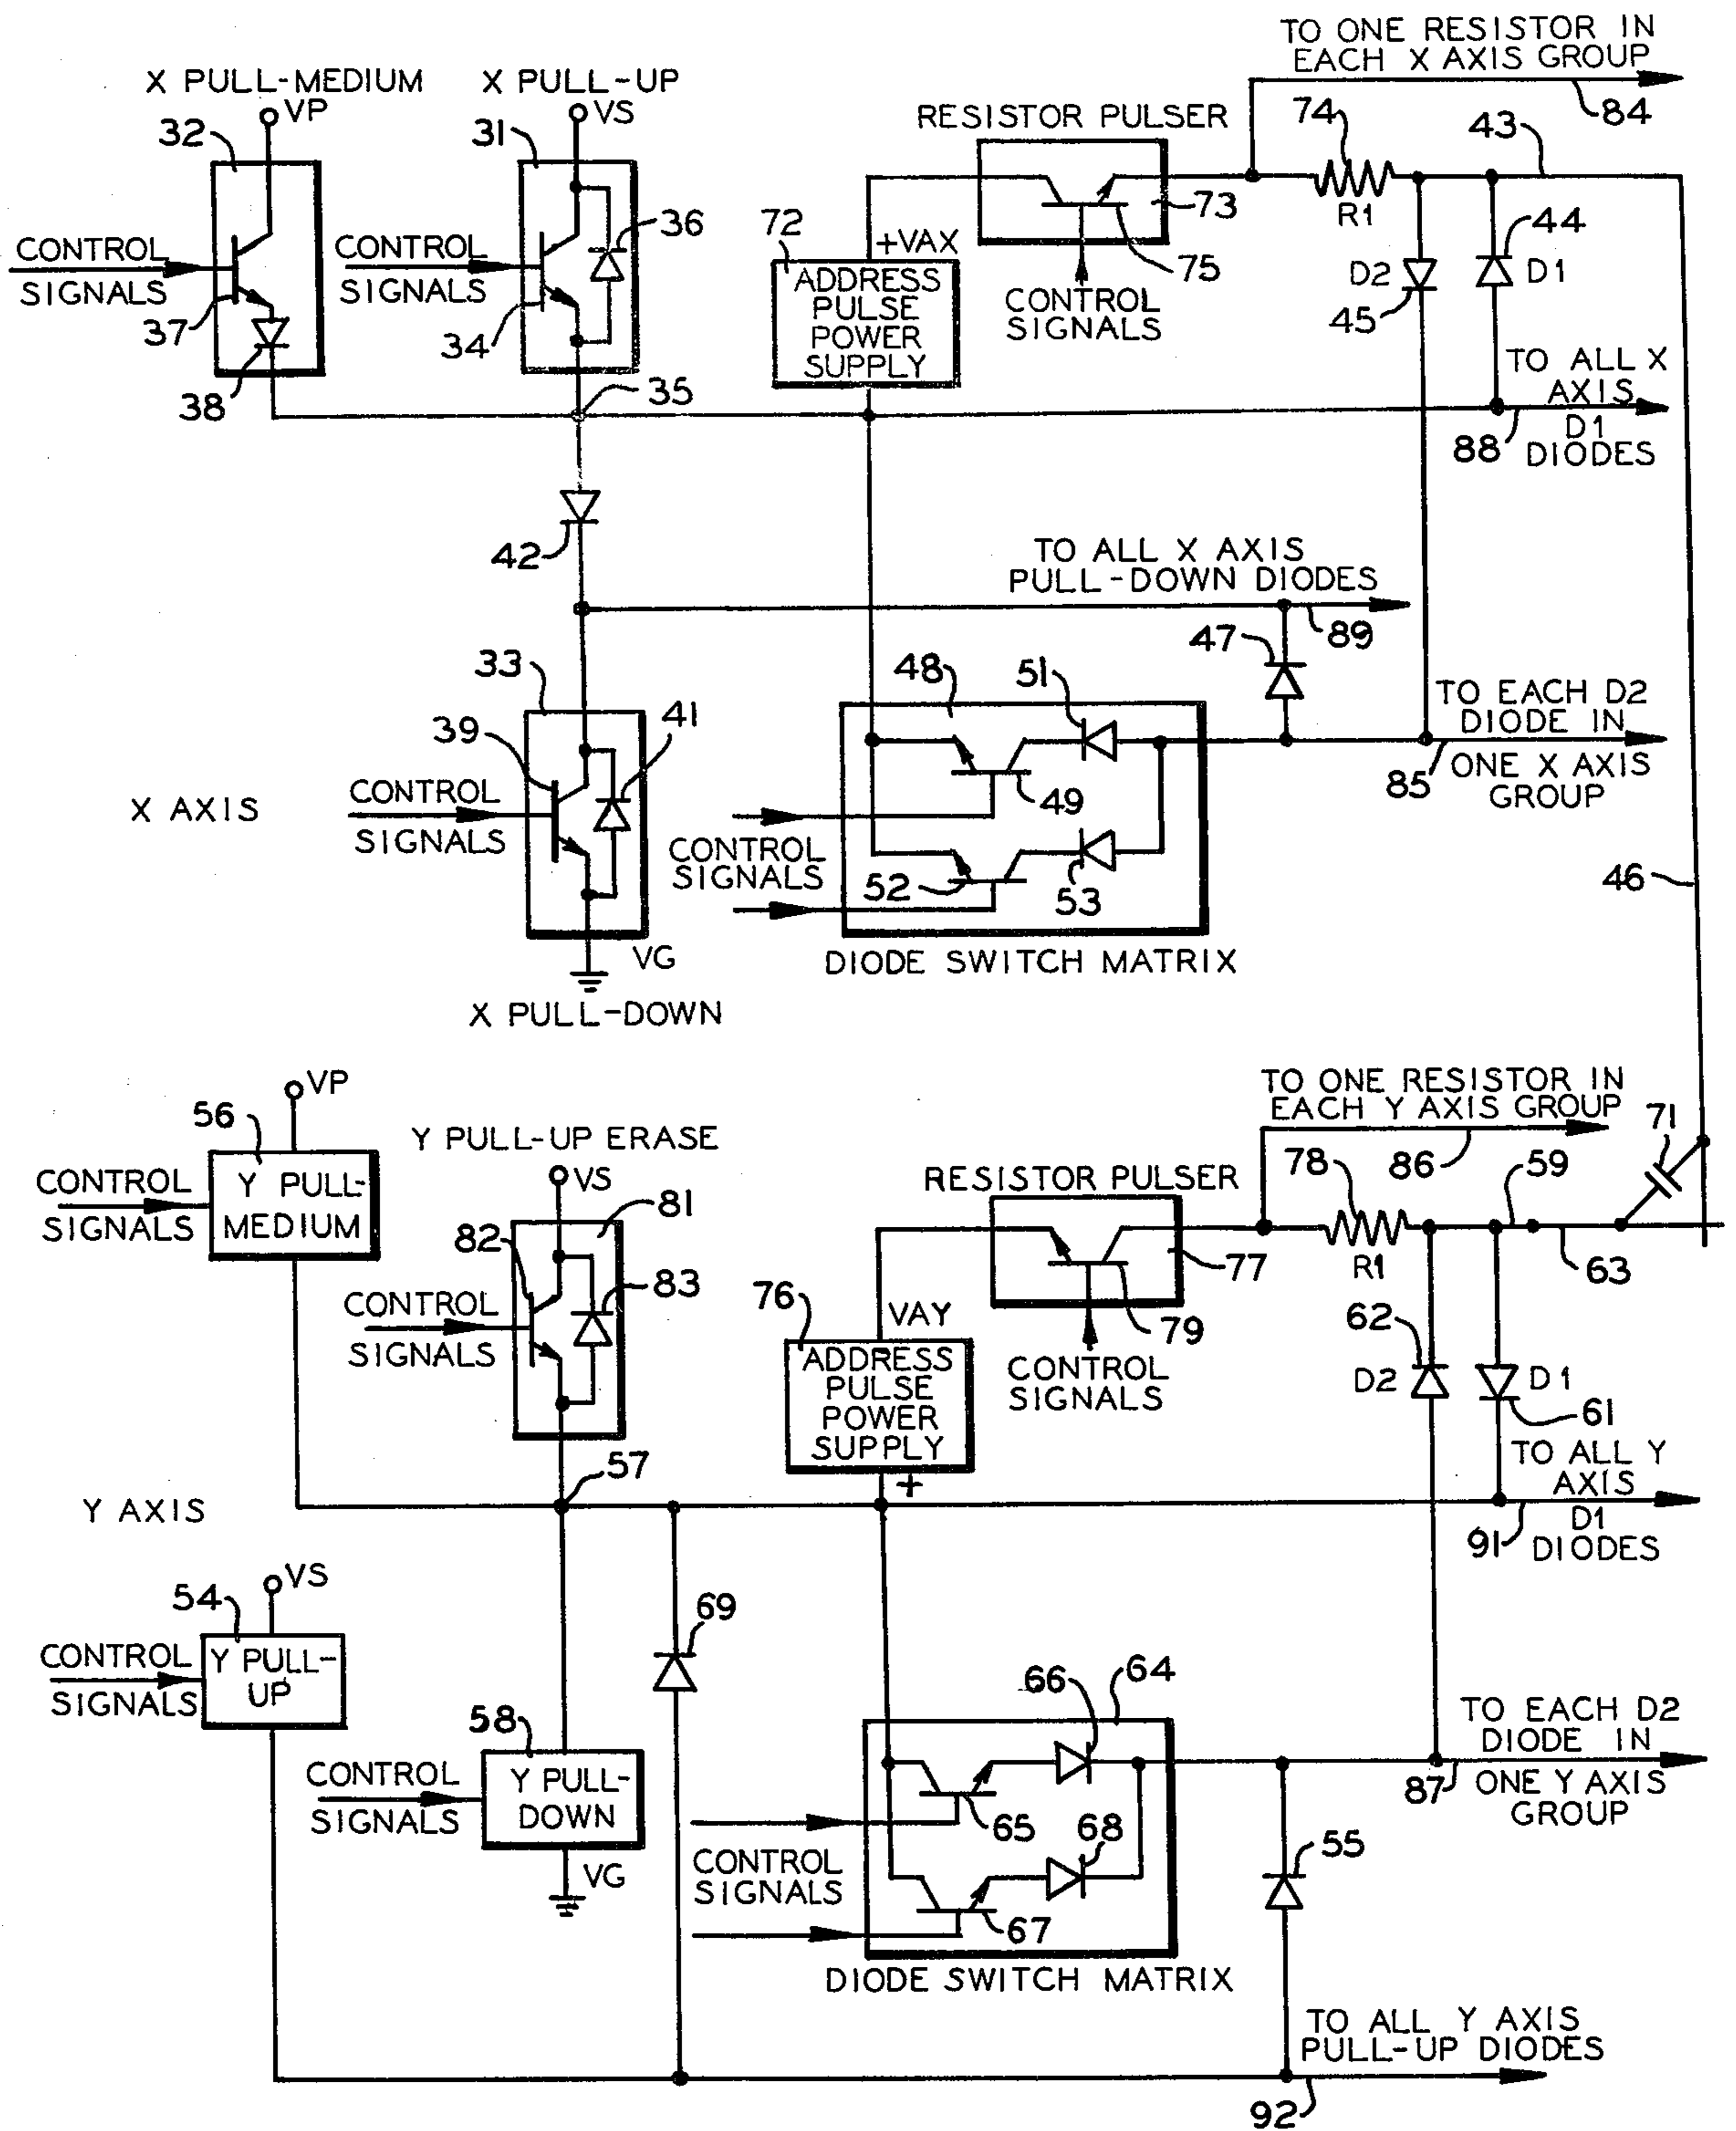 TO ONE RESISTOR IN
EACH X AXIS GROUP
84
X PULL-MEDIUM
VP
32
X PULL-UP
VS
31
RESISTOR PULSER
74
43
CONTROL
SIGNALS
37
38
CONTROL
SIGNALS
34
36
35
72
+VAX
ADDRESS
PULSE
POWER
SUPPLY
73
75
CONTROL
SIGNALS
R1
D2
45
44
D1
TO ALL X
AXIS
D1
DIODES
88
42
TO ALL X AXIS
PULL-DOWN DIODES
89
47
33
39
41
CONTROL
SIGNALS
VG
X PULL-DOWN
X AXIS
48
51
49
CONTROL
SIGNALS
52
53
DIODE SWITCH MATRIX
TO EACH D2
DIODE IN
ONE X AXIS
GROUP
85
46
VP
56
CONTROL
SIGNALS
Y PULL-
MEDIUM
Y PULL-UP ERASE
VS
81
82
83
CONTROL
SIGNALS
57
TO ONE RESISTOR IN
EACH Y AXIS GROUP
86
71
RESISTOR PULSER
78
59
77
79
R1
63
76
VAY
ADDRESS
PULSE
POWER
SUPPLY
+
CONTROL
SIGNALS
62
D2
D1
61
TO ALL Y
AXIS
D1
DIODES
91
Y AXIS
VS
54
CONTROL
SIGNALS
Y PULL-
UP
69
58
CONTROL
SIGNALS
Y PULL-
DOWN
VG
66
64
65
68
CONTROL
SIGNALS
67
DIODE SWITCH MATRIX
TO EACH D2
DIODE IN
ONE Y AXIS
GROUP
87
55
TO ALL Y AXIS
PULL-UP DIODES
92